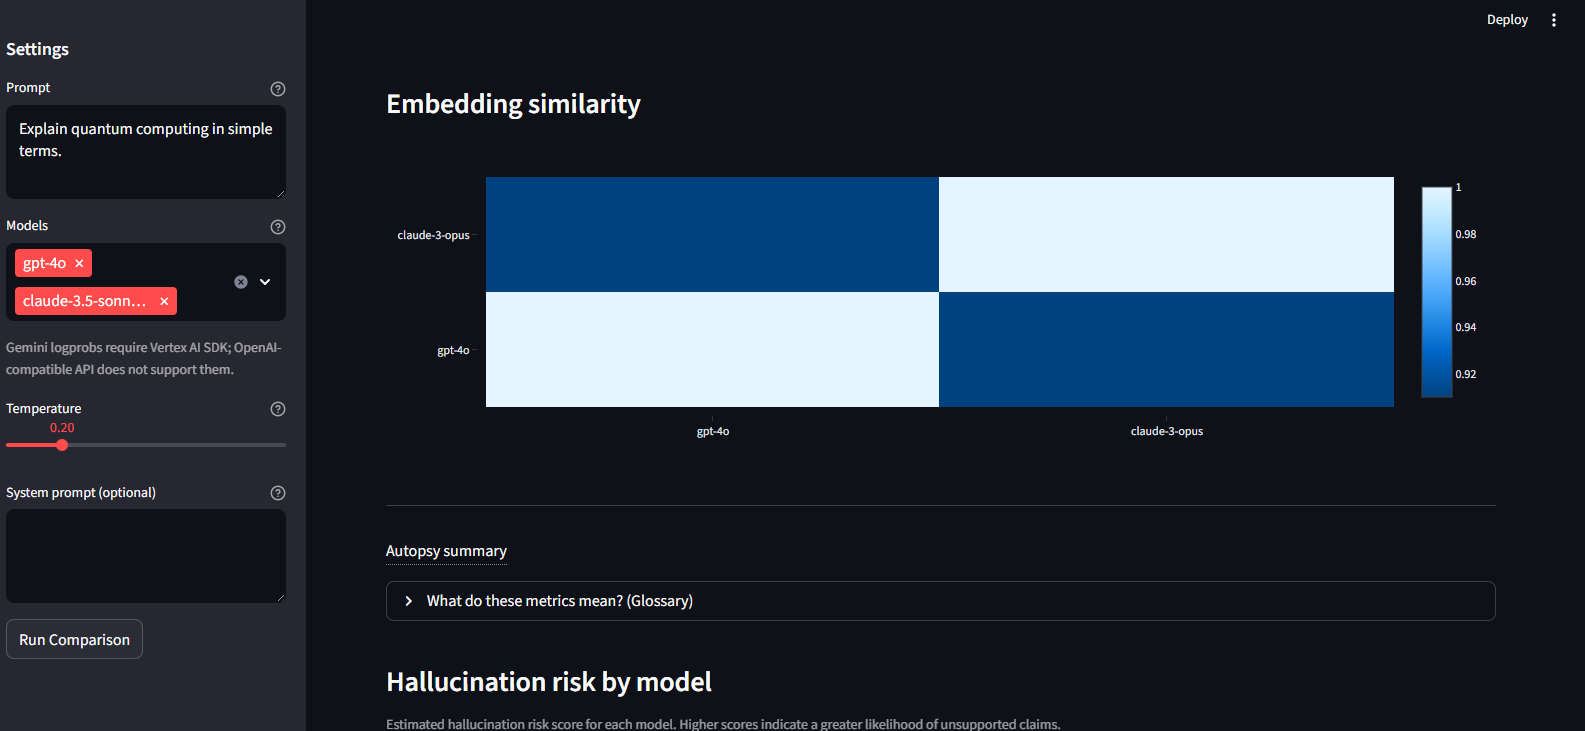 Deploy
Settings
Prompt
Explain quantum computing in simple
terms.
Models
gpt-4o
claude-3.5-sonn...
Gemini logprobs require Vertex AI SDK; OpenAI-
compatible API does not support them.
Temperature
0.20
System prompt (optional)
Run Comparison
Embedding similarity
claude-3-opus
gpt-4o
gpt-4o
claude-3-opus
1
0.98
0.96
0.94
0.92
Autopsy summary
What do these metrics mean? (Glossary)
Hallucination risk by model
Estimated hallucination risk score for each model. Higher scores indicate a greater likelihood of unsupported claims.